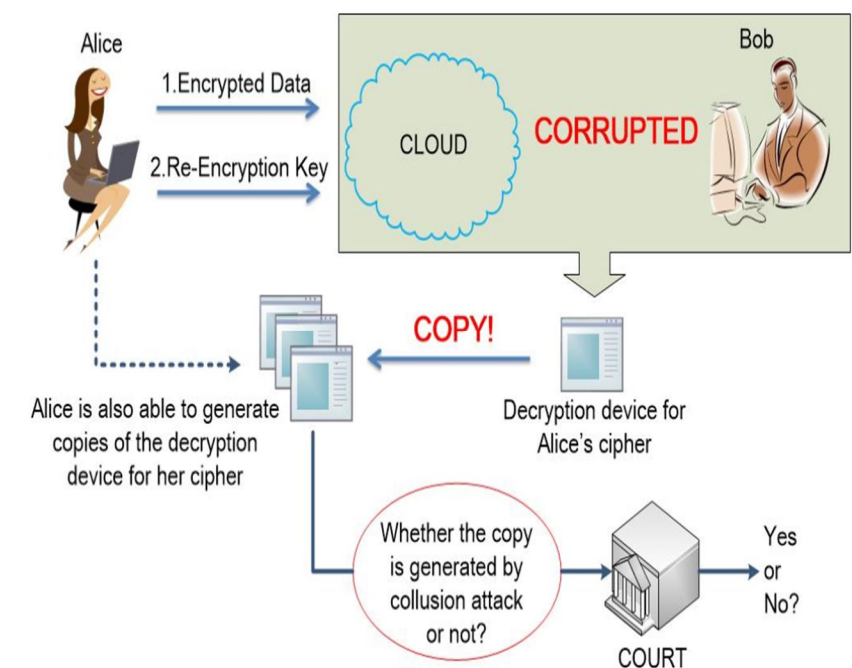 Alice
1.Encrypted Data
2.Re-Encryption Key
CLOUD
CORRUPTED
Bob
COPY!
Alice is also able to generate
copies of the decryption
device for her cipher
Decryption device for
Alice’s cipher
Whether the copy
is generated by
collusion attack
or not?
COURT
Yes
or
No?